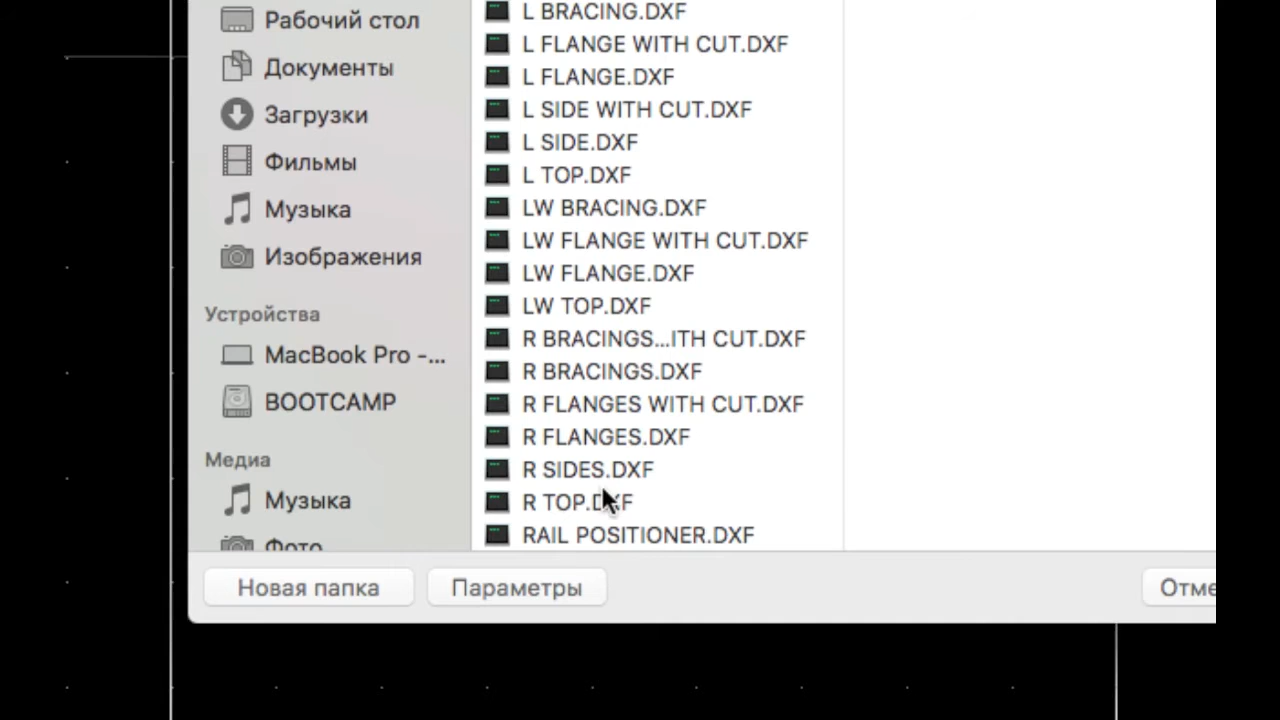 Рабочий стол
Документы
Загрузки
Фильмы
Музыка
Изображения
Устройства
MacBook Pro -...
BOOTCAMP
Медиа
Музыка
Фото
L BRACING.DXF
L FLANGE WITH CUT.DXF
L FLANGE.DXF
L SIDE WITH CUT.DXF
L SIDE.DXF
L TOP.DXF
LW BRACING.DXF
LW FLANGE WITH CUT.DXF
LW FLANGE.DXF
LW TOP.DXF
R BRACINGS...ITH CUT.DXF
R BRACINGS.DXF
R FLANGES WITH CUT.DXF
R FLANGES.DXF
R SIDES.DXF
R TOP.DXF
RAIL POSITIONER.DXF
Новая папка
Параметры
Отме